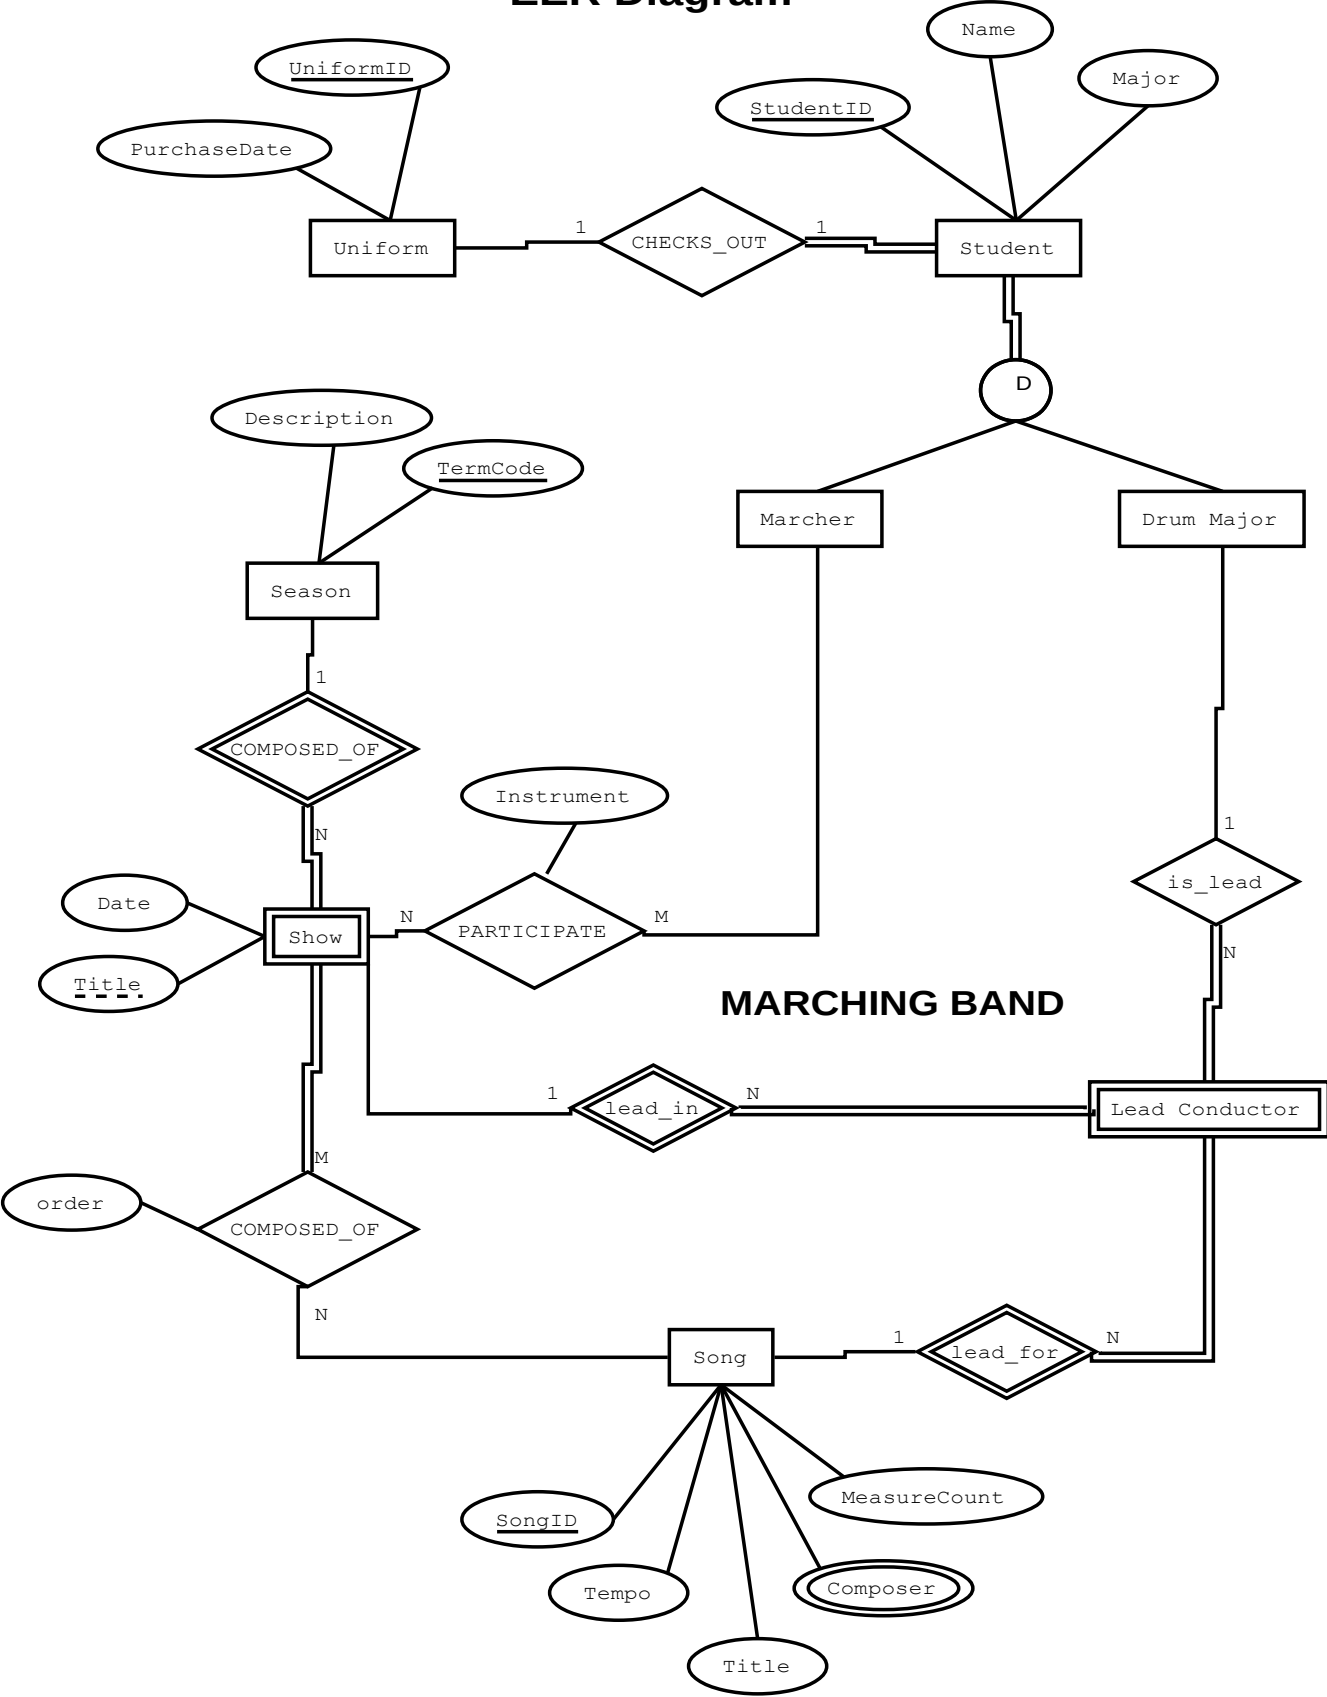 EER Diagram
Name
UniformID
Major
StudentID
PurchaseDate
1
1
Uniform
CHECKS_OUT
Student
D
Description
TermCode
Marcher
Drum Major
Season
1
COMPOSED_OF
Instrument
1
N
is_lead
Date
N
M
Show
PARTICIPATE
N
Title
MARCHING BAND
1
N
lead_in
Lead Conductor
M
order
COMPOSED_OF
N
1
N
Song
lead_for
MeasureCount
SongID
Composer
Tempo
Title